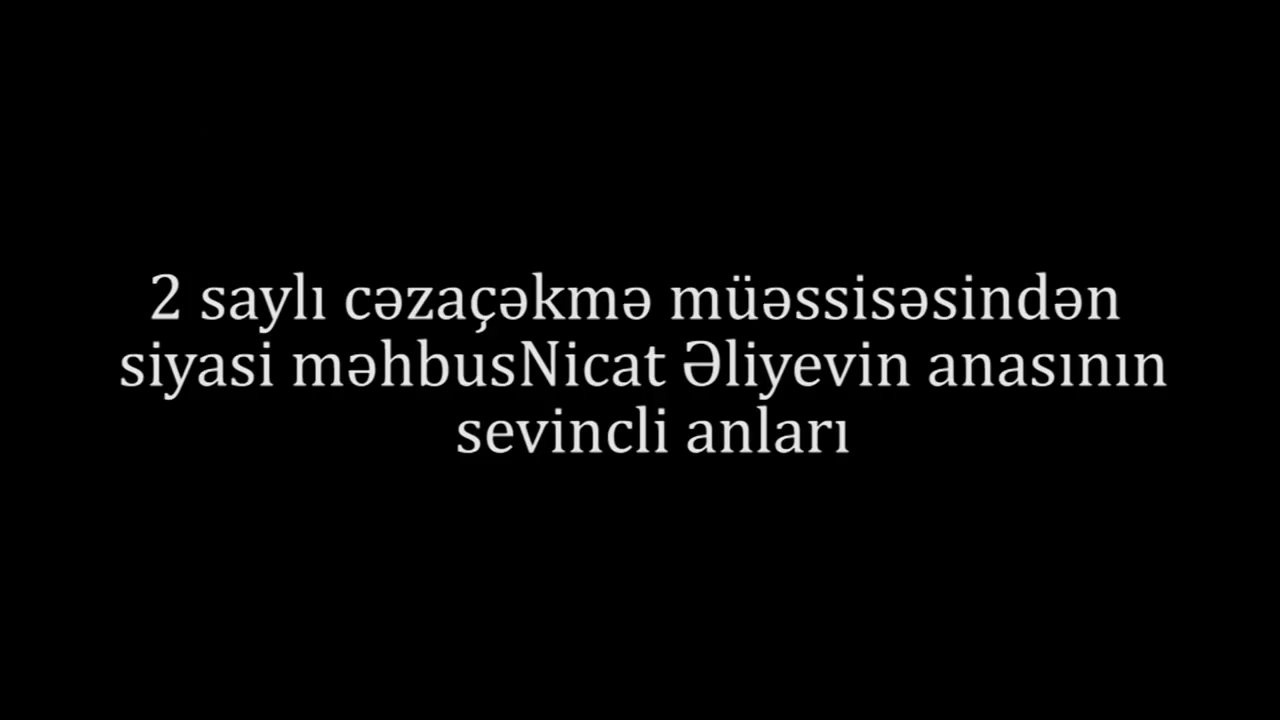 2 saylı cəzaçəkmə müəssisəsindən
siyasi məhbusNicat Əliyevin anasının
sevincli anları